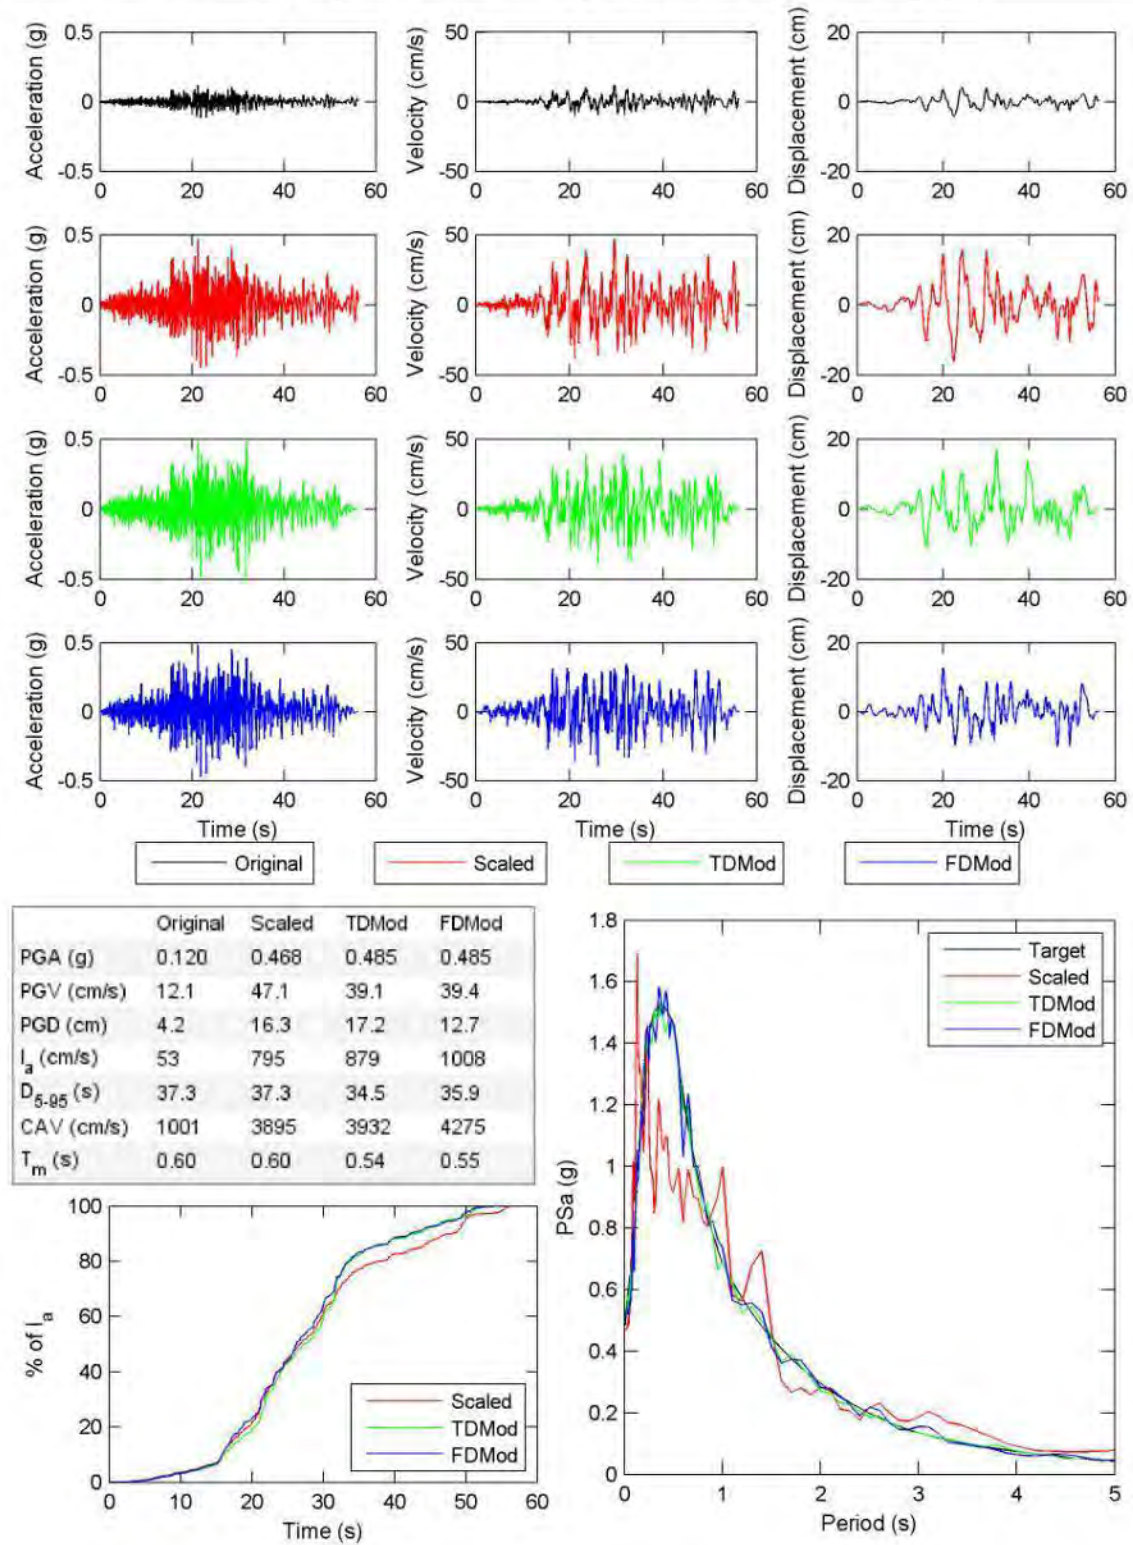 Acceleration (g)
0.5
0
-0.5
0 20 40 60
Velocity (cm/s)
50
0
-50
0 20 40 60
Displacement (cm)
20
0
-20
0 20 40 60
Acceleration (g)
0.5
0
-0.5
0 20 40 60
Velocity (cm/s)
50
0
-50
0 20 40 60
Displacement (cm)
20
0
-20
0 20 40 60
Acceleration (g)
0.5
0
-0.5
0 20 40 60
Velocity (cm/s)
50
0
-50
0 20 40 60
Displacement (cm)
20
0
-20
0 20 40 60
Acceleration (g)
0.5
0
-0.5
0 20 40 60
Time (s)
Velocity (cm/s)
50
0
-50
0 20 40 60
Time (s)
Displacement (cm)
20
0
-20
0 20 40 60
Time (s)
Original Scaled TDMod FDMod
Original Scaled TDMod FDMod
PGA (g) 0.120 0.468 0.485 0.485
PGV (cm/s) 12.1 47.1 39.1 39.4
PGD (cm) 4.2 16.3 17.2 12.7
Ia (cm/s) 53 795 879 1008
D5-95 (s) 37.3 37.3 34.5 35.9
CAV (cm/s) 1001 3895 3932 4275
Tm (s) 0.60 0.60 0.54 0.55
% of Ia
100
80
60
40
20
0
0 10 20 30 40 50 60
Time (s)
Scaled
TDMod
FDMod
PSa (g)
1.8
1.6
1.4
1.2
1
0.8
0.6
0.4
0.2
0
0 1 2 3 4 5
Period (s)
Target
Scaled
TDMod
FDMod